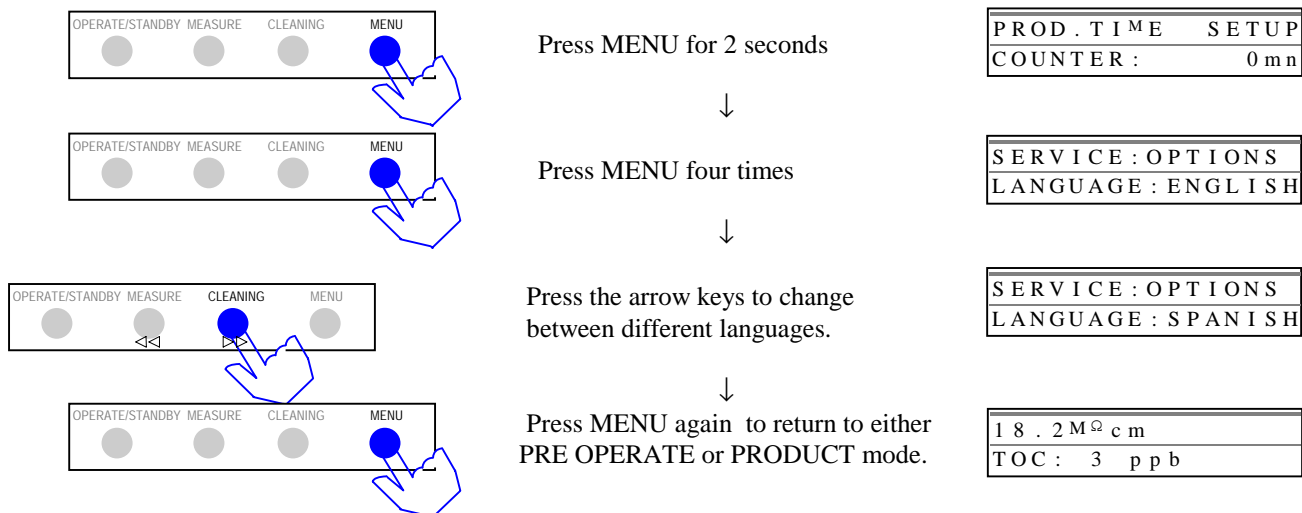 OPERATE/STANDBY MEASURE CLEANING MENU
Press MENU for 2 seconds
PROD.TIME SETUP
COUNTER: 0mn
↓
OPERATE/STANDBY MEASURE CLEANING MENU
Press MENU four times
SERVICE:OPTIONS
LANGUAGE:ENGLISH
↓
OPERATE/STANDBY MEASURE CLEANING MENU
Press the arrow keys to change
between different languages.
SERVICE:OPTIONS
LANGUAGE:SPANISH
↓
OPERATE/STANDBY MEASURE CLEANING MENU
Press MENU again to return to either
PRE OPERATE or PRODUCT mode.
18.2MΩcm
TOC: 3 ppb